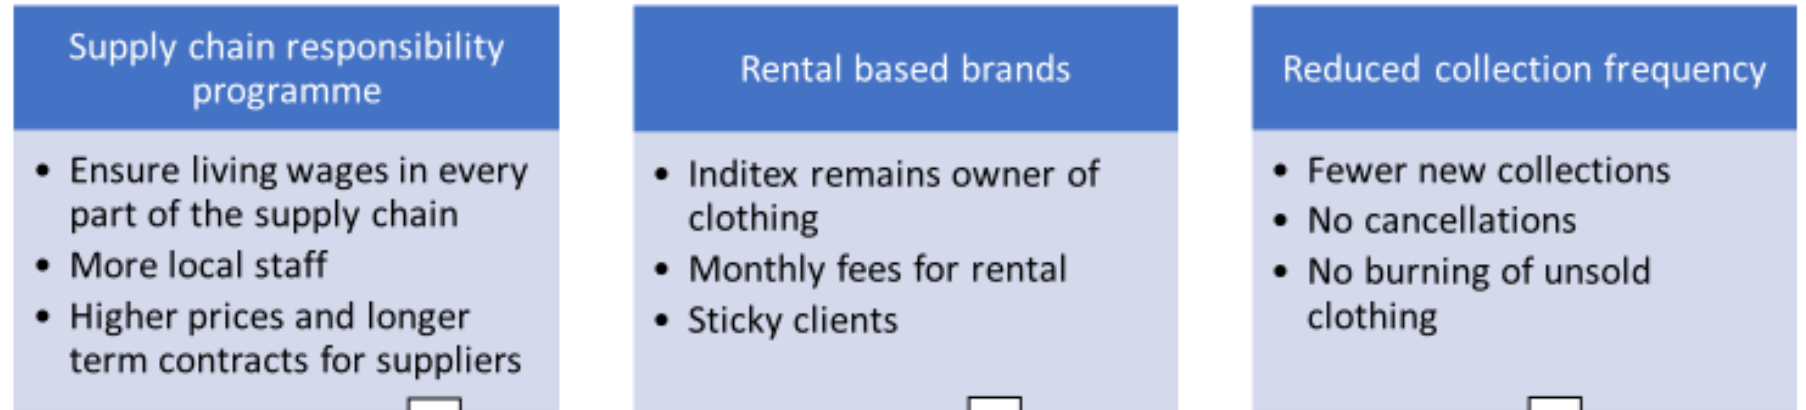 Supply chain responsibility
programme
• Ensure living wages in every
part of the supply chain
• More local staff
• Higher prices and longer
term contracts for suppliers
Rental based brands
• Inditex remains owner of
clothing
• Monthly fees for rental
• Sticky clients
Reduced collection frequency
• Fewer new collections
• No cancellations
• No burning of unsold
clothing